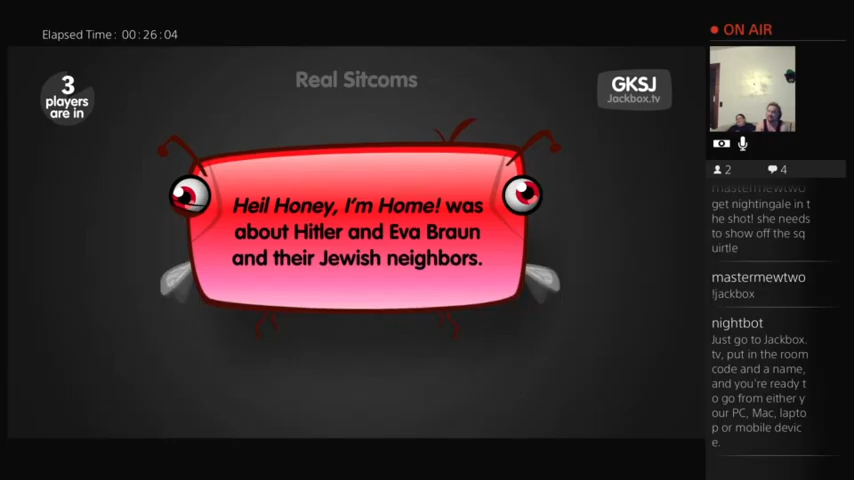 Elapsed Time: 00:26:04
ON AIR
3
players
are in
Real Sitcoms
GKSJ
Jackbox.tv
Heil Honey, I'm Home! was
about Hitler and Eva Braun
and their Jewish neighbors.
2
4
mastermewtwo
get nightingale in t
he shot! she needs
to show off the sq
uirtle
mastermewtwo
!jackbox
nightbot
Just go to Jackbox.
tv, put in the room
code and a name,
and you're ready t
o go from either y
our PC, Mac, lapto
p or mobile devic
e.